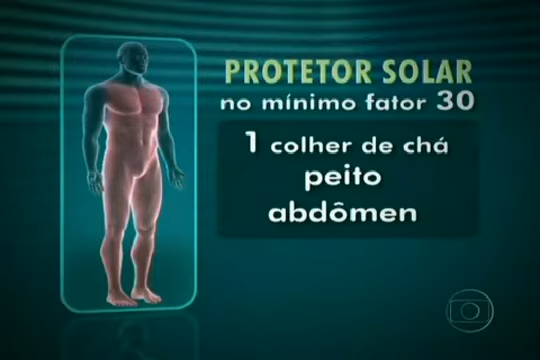 PROTETOR SOLAR
no mínimo fator 30
1 colher de chá
peito
abdômen